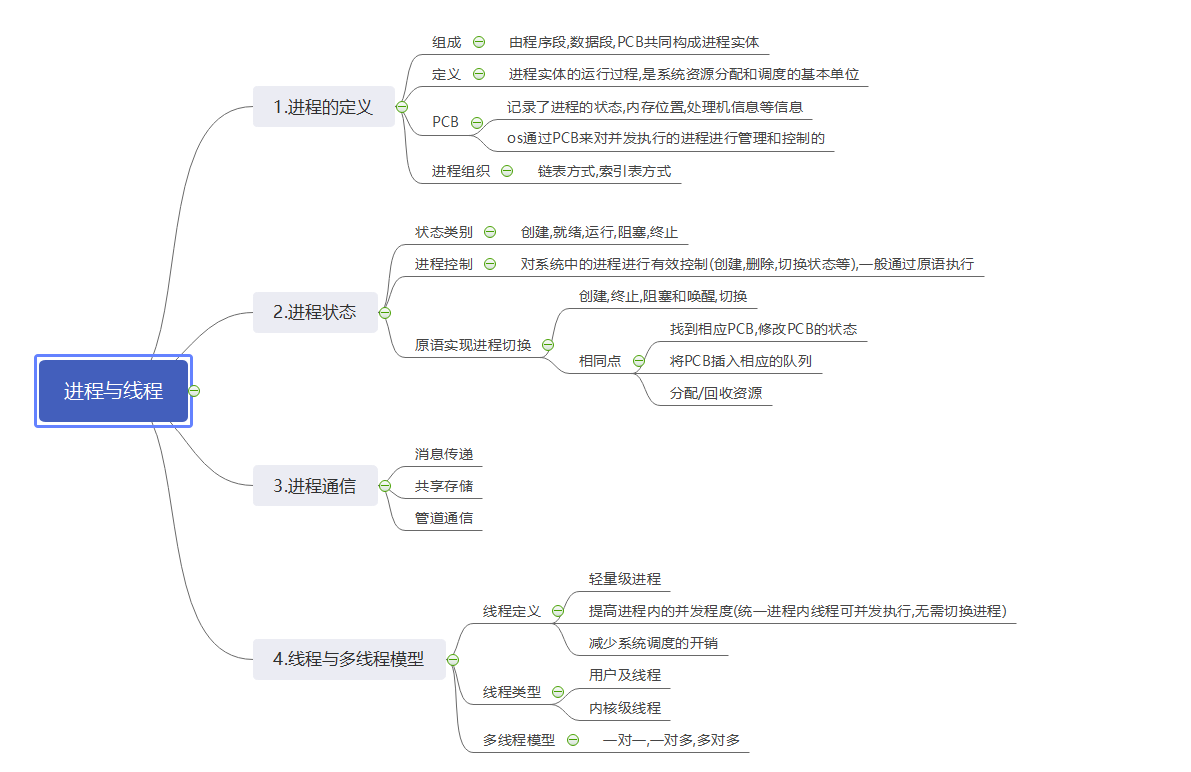 进程与线程
1.进程的定义
组成
由程序段,数据段,PCB共同构成进程实体
定义
进程实体的运行过程,是系统资源分配和调度的基本单位
PCB
记录了进程的状态,内存位置,处理机信息等信息
os通过PCB来对并发执行的进程进行管理和控制的
进程组织
链表方式,索引表方式
2.进程状态
状态类别
创建,就绪,运行,阻塞,终止
进程控制
对系统中的进程进行有效控制(创建,删除,切换状态等),一般通过原语执行
原语实现进程切换
创建,终止,阻塞和唤醒,切换
相同点
找到相应PCB,修改PCB的状态
将PCB插入相应的队列
分配/回收资源
3.进程通信
消息传递
共享存储
管道通信
4.线程与多线程模型
线程定义
轻量级进程
提高进程内的并发程度(统一进程内线程可并发执行,无需切换进程)
减少系统调度的开销
线程类型
用户及线程
内核级线程
多线程模型
一对一,一对多,多对多